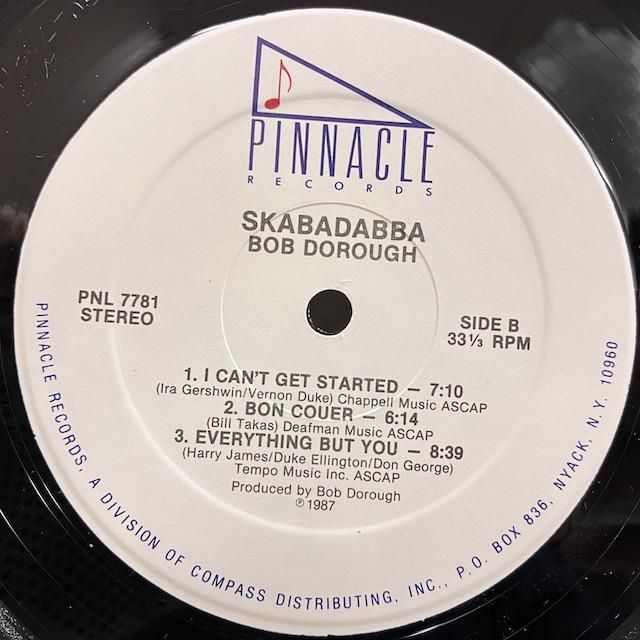 PINNACLE
RECORDS
SKABADABBA
BOB DOROUGH
PNL 7781
STEREO
SIDE B
33⅓ RPM
1. I CAN'T GET STARTED — 7:10
(Ira Gershwin/Vernon Duke) Chappell Music ASCAP
2. BON COUER — 6:14
(Bill Takas) Deafman Music ASCAP
3. EVERYTHING BUT YOU — 8:39
(Harry James/Duke Ellington/Don George)
Tempo Music Inc. ASCAP
Produced by Bob Dorough
℗ 1987
PINNACLE RECORDS, A DIVISION OF COMPASS DISTRIBUTING, INC., P.O. BOX 836, NYACK, N.Y. 10960